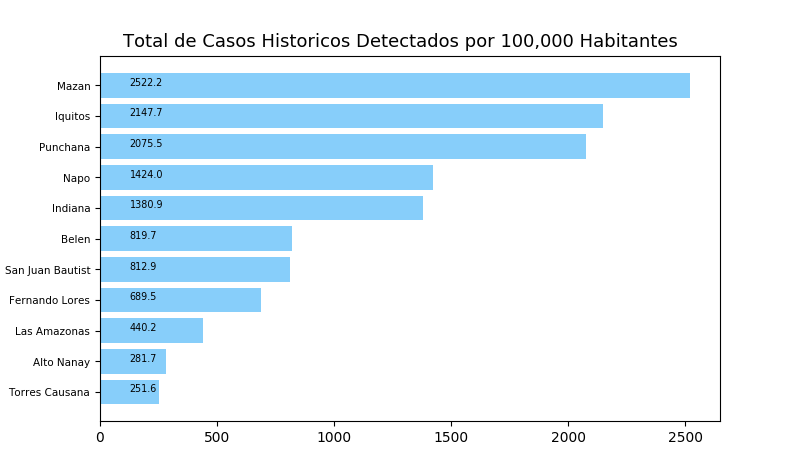 Total de Casos Historicos Detectados por 100,000 Habitantes
Mazan 2522.2
Iquitos 2147.7
Punchana 2075.5
Napo 1424.0
Indiana 1380.9
Belen 819.7
San Juan Bautist 812.9
Fernando Lores 689.5
Las Amazonas 440.2
Alto Nanay 281.7
Torres Causana 251.6
0 500 1000 1500 2000 2500